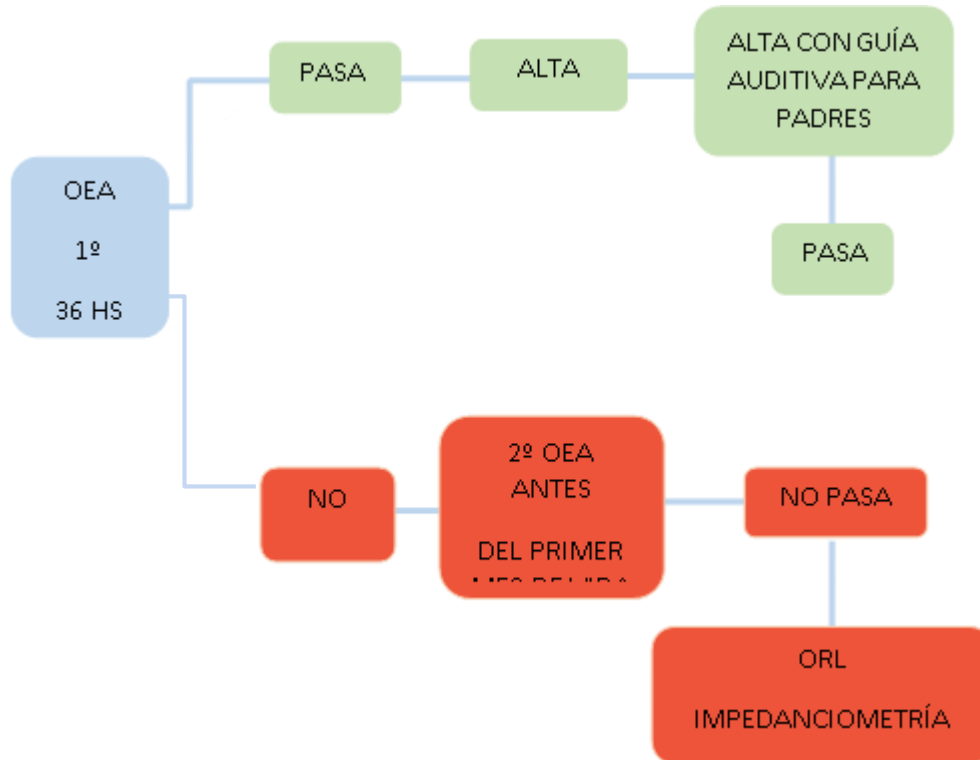 OEA
1º
36 HS
PASA
ALTA
ALTA CON GUÍA
AUDITIVA PARA
PADRES
PASA
NO
2º OEA
ANTES
DEL PRIMER
NO PASA
ORL
IMPEDANCIOMETRÍA